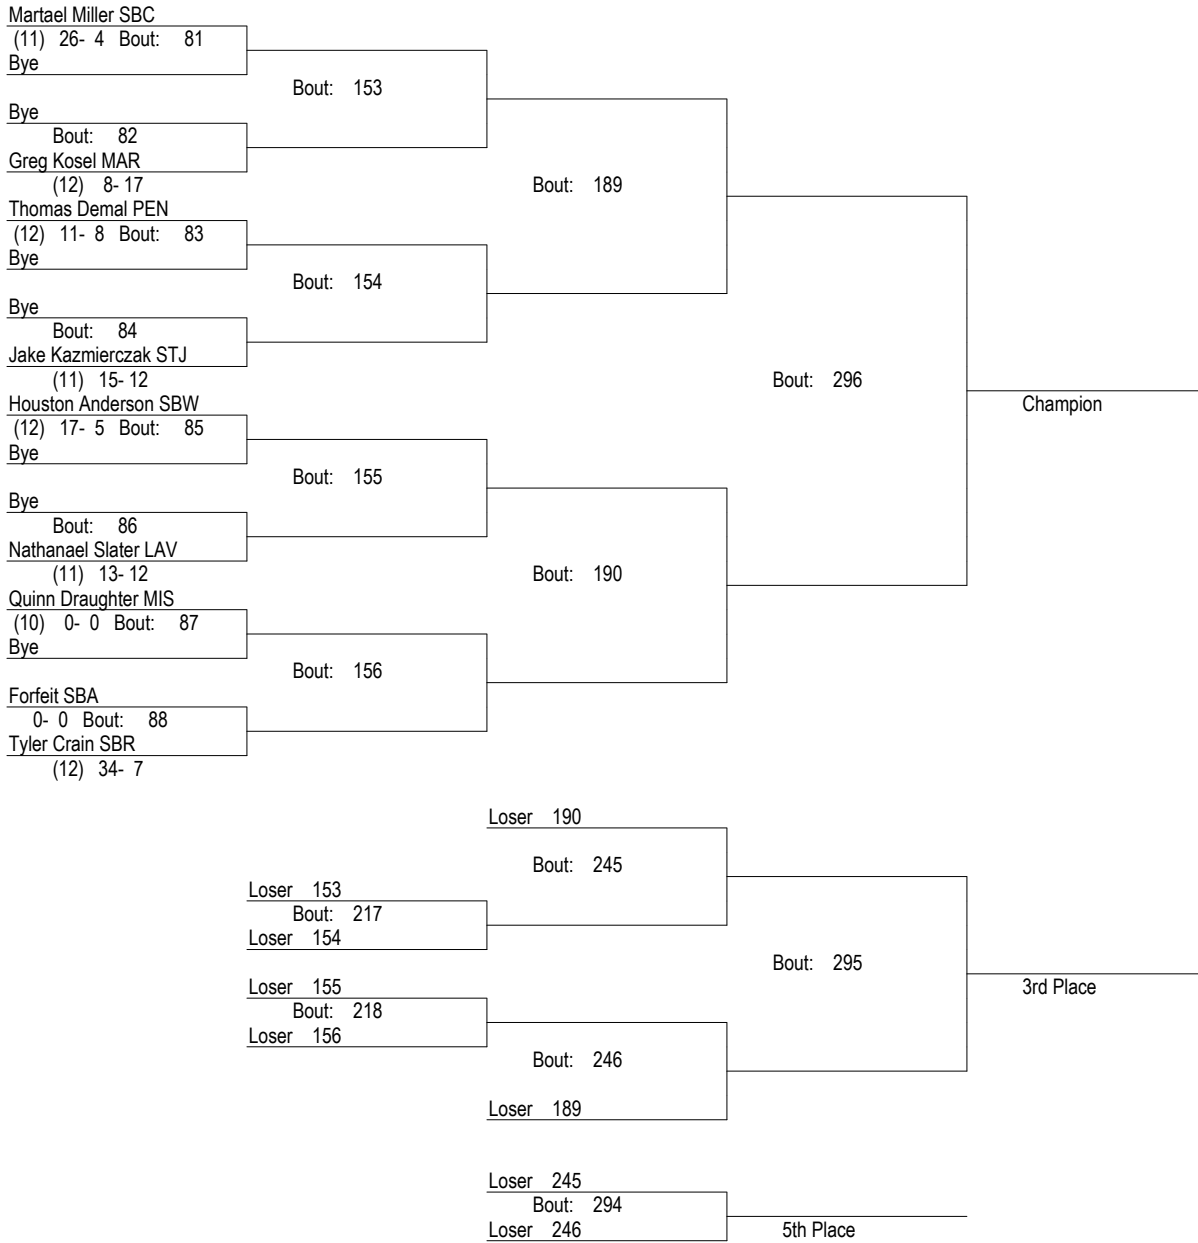 Martael Miller SBC
(11) 26- 4 Bout: 81
Bye
Bout: 153
Bye
Bout: 82
Greg Kosel MAR
(12) 8- 17
Bout: 189
Thomas Demal PEN
(12) 11- 8 Bout: 83
Bye
Bout: 154
Bye
Bout: 84
Jake Kazmierczak STJ
(11) 15- 12
Bout: 296
Champion
Houston Anderson SBW
(12) 17- 5 Bout: 85
Bye
Bout: 155
Bye
Bout: 86
Nathanael Slater LAV
(11) 13- 12
Bout: 190
Quinn Draughter MIS
(10) 0- 0 Bout: 87
Bye
Bout: 156
Forfeit SBA
0- 0 Bout: 88
Tyler Crain SBR
(12) 34- 7
Loser 190
Bout: 245
Loser 153
Bout: 217
Loser 154
Bout: 295
3rd Place
Loser 155
Bout: 218
Loser 156
Bout: 246
Loser 189
Loser 245
Bout: 294
Loser 246
5th Place